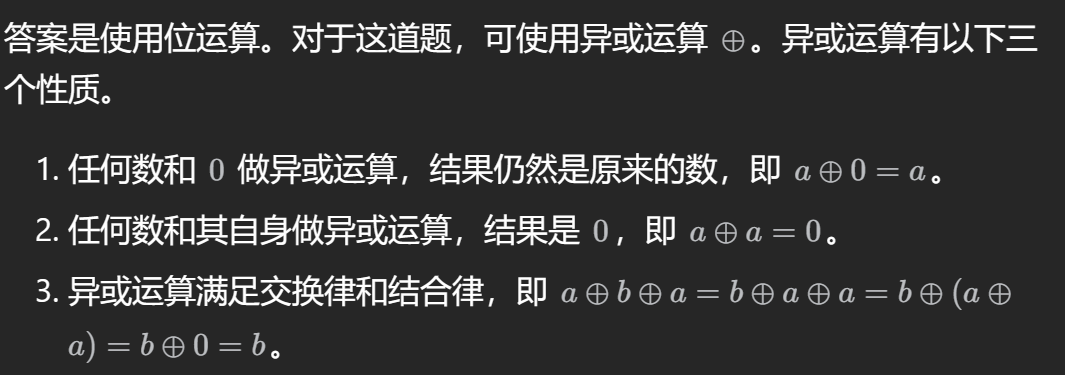 答案是使用位运算。对于这道题，可使用异或运算 ⊕。异或运算有以下三
个性质。
1. 任何数和 0 做异或运算，结果仍然是原来的数，即 a ⊕ 0 = a。
2. 任何数和其自身做异或运算，结果是 0，即 a ⊕ a = 0。
3. 异或运算满足交换律和结合律，即 a ⊕ b ⊕ a = b ⊕ a ⊕ a = b ⊕ (a ⊕
a) = b ⊕ 0 = b。